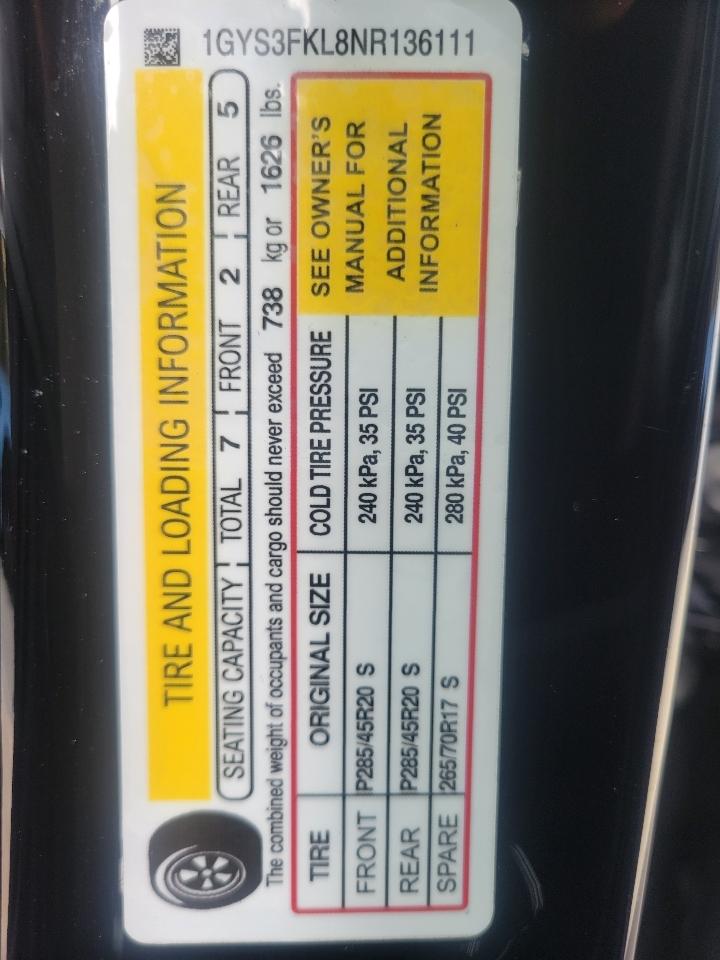 1GYS3FKL8NR136111
TIRE AND LOADING INFORMATION
SEATING CAPACITY TOTAL 7 FRONT 2 REAR 5
The combined weight of occupants and cargo should never exceed 738 kg or 1626 lbs.
TIRE ORIGINAL SIZE COLD TIRE PRESSURE
FRONT P285/45R20 S 240 kPa, 35 PSI
REAR P285/45R20 S 240 kPa, 35 PSI
SPARE 265/70R17 S 280 kPa, 40 PSI
SEE OWNER'S
MANUAL FOR
ADDITIONAL
INFORMATION